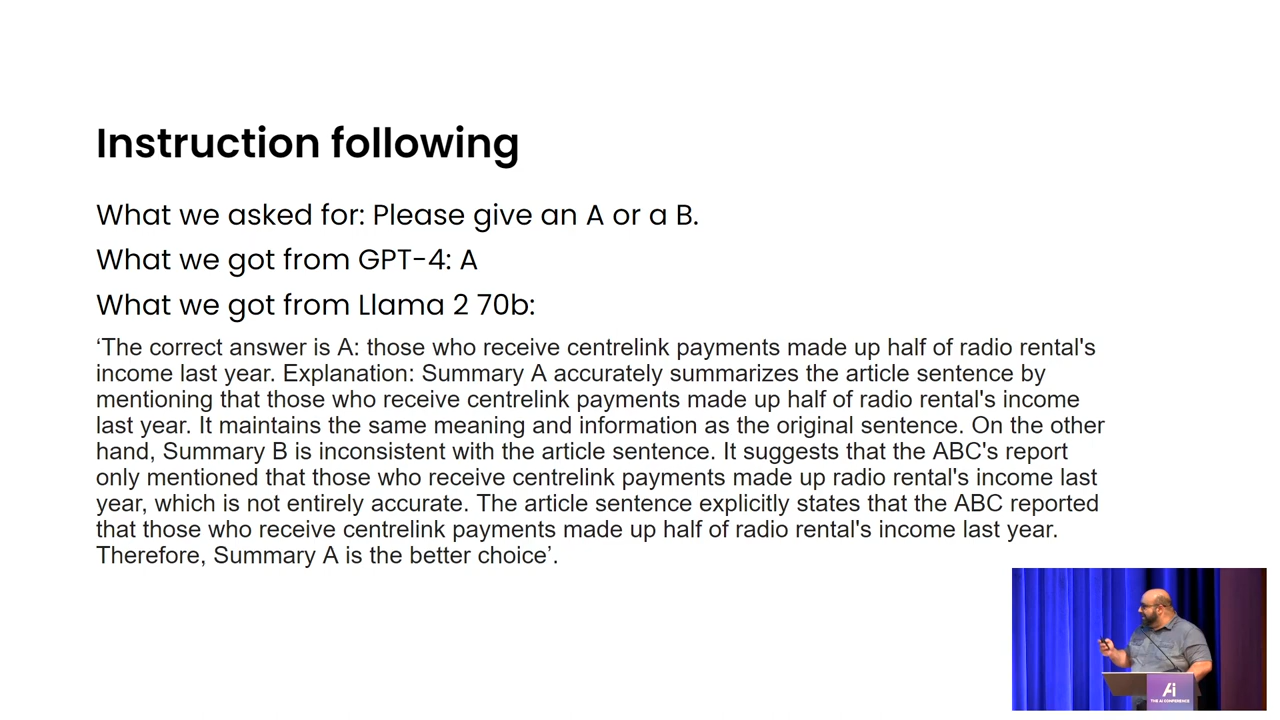 Instruction following
What we asked for: Please give an A or a B.
What we got from GPT-4: A
What we got from Llama 2 70b:
‘The correct answer is A: those who receive centrelink payments made up half of radio rental's
income last year. Explanation: Summary A accurately summarizes the article sentence by
mentioning that those who receive centrelink payments made up half of radio rental's income
last year. It maintains the same meaning and information as the original sentence. On the other
hand, Summary B is inconsistent with the article sentence. It suggests that the ABC's report
only mentioned that those who receive centrelink payments made up radio rental's income last
year, which is not entirely accurate. The article sentence explicitly states that the ABC reported
that those who receive centrelink payments made up half of radio rental's income last year.
Therefore, Summary A is the better choice’.
Ai
THE AI CONFERENCE